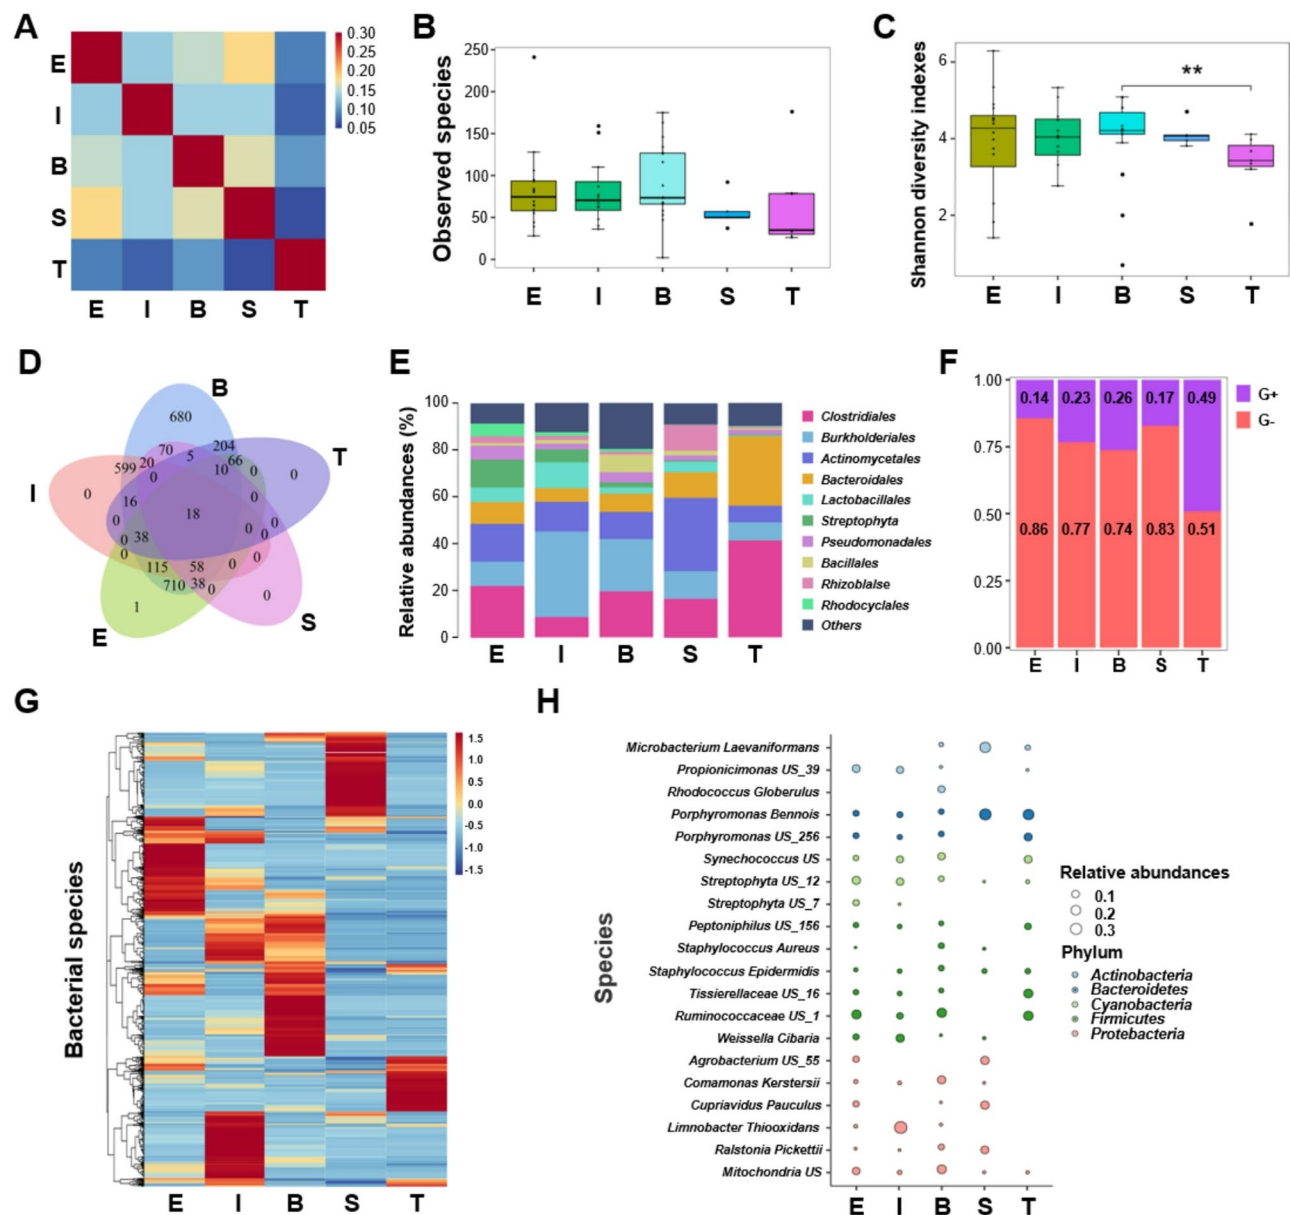 A
E
I
B
S
T
E I B S T
0.30
0.25
0.20
0.15
0.10
0.05
B
Observed species
250
200
150
100
50
0
E I B S T
C
Shannon diversity indexes
6
4
2
**
E I B S T
D
B
T
I
E
S
680
204
70
5
66
599
20
10
0
0
0
0
16
0
18
0
0
0
0
38
0
0
0
0
115
58
710
38
0
1
0
E
Relative abundances (%)
100
80
60
40
20
0
E I B S T
Clostridiales
Burkholderiales
Actinomycetales
Bacteroidales
Lactobacillales
Streptophyta
Pseudomonadales
Bacillales
Rhizoblalse
Rhodocyclales
Others
F
1.00
0.75
0.50
0.25
0.00
0.14 0.23 0.26 0.17 0.49
0.86 0.77 0.74 0.83 0.51
E I B S T
G+
G-
G
Bacterial species
1.5
1.0
0.5
0.0
-0.5
-1.0
-1.5
E I B S T
H
Species
Microbacterium Laevaniformans
Propionicimonas US_39
Rhodococcus Globerulus
Porphyromonas Bennois
Porphyromonas US_256
Synechococcus US
Streptophyta US_12
Streptophyta US_7
Peptoniphilus US_156
Staphylococcus Aureus
Staphylococcus Epidermidis
Tissierellaceae US_16
Ruminococcaceae US_1
Weissella Cibaria
Agrobacterium US_55
Comamonas Kerstersii
Cupriavidus Pauculus
Limnobacter Thiooxidans
Ralstonia Pickettii
Mitochondria US
E I B S T
Relative abundances
0.1
0.2
0.3
Phylum
Actinobacteria
Bacteroidetes
Cyanobacteria
Firmicutes
Protebacteria